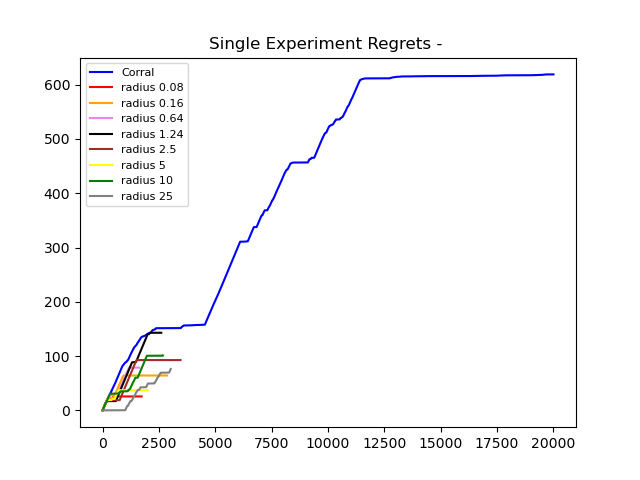 Single Experiment Regrets -
Corral
radius 0.08
radius 0.16
radius 0.64
radius 1.24
radius 2.5
radius 5
radius 10
radius 25
600
500
400
300
200
100
0
0 2500 5000 7500 10000 12500 15000 17500 20000